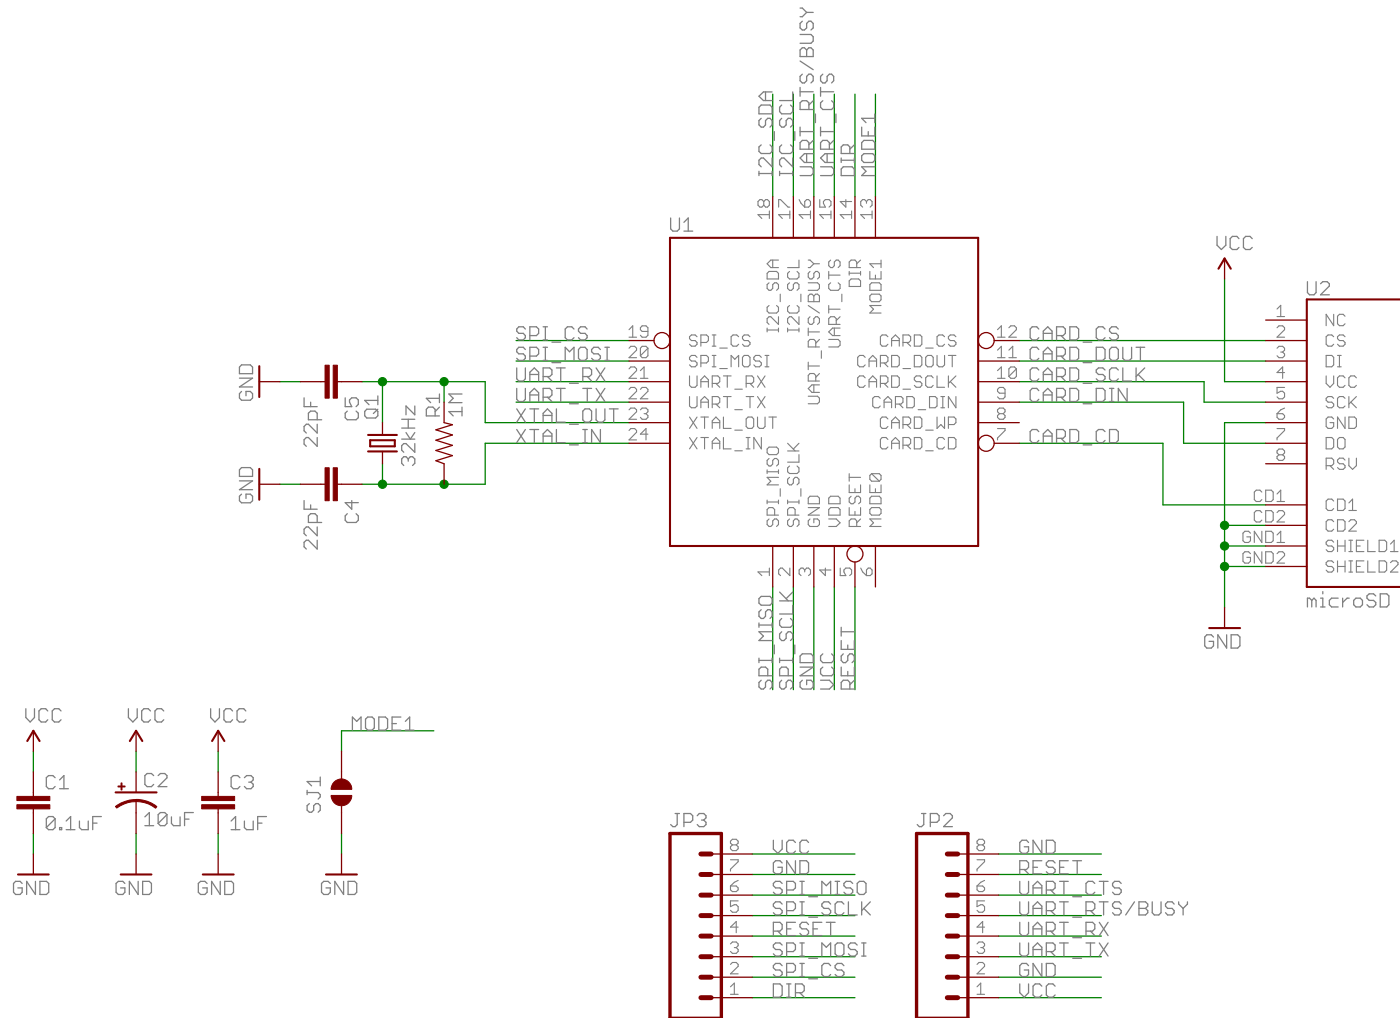 I2C_SDA
I2C_SCL
UART_RTS/BUSY
UART_CTS
DIR
MODE1
18
17
16
15
14
13
U1
I2C_SDA
I2C_SCL
UART_RTS/BUSY
UART_CTS
DIR
MODE1
SPI_CS 19 SPI_CS
SPI_MOSI 20 SPI_MOSI
UART_RX 21 UART_RX
UART_TX 22 UART_TX
XTAL_OUT 23 XTAL_OUT
XTAL_IN 24 XTAL_IN
CARD_CS 12 CARD_CS
CARD_DOUT 11 CARD_DOUT
CARD_SCLK 10 CARD_SCLK
CARD_DIN 9 CARD_DIN
CARD_WP 8
CARD_CD 7 CARD_CD
SPI_MISO
SPI_SCLK
GND
VDD
RESET
MODE0
1
2
3
4
5
6
SPI_MISO
SPI_SCLK
GND
VCC
RESET
GND
22pF
C5
Q1
32kHz
R1
1M
GND
22pF
C4
VCC
U2
1 NC
2 CS
3 DI
4 VCC
5 SCK
6 GND
7 DO
8 RSV
CD1 CD1
CD2 CD2
GND1 SHIELD1
GND2 SHIELD2
microSD
GND
VCC
C1
0.1uF
GND
VCC
+
C2
10uF
GND
VCC
C3
1uF
GND
MODE1
SJ1
GND
JP3
8 VCC
7 GND
6 SPI_MISO
5 SPI_SCLK
4 RESET
3 SPI_MOSI
2 SPI_CS
1 DIR
JP2
8 GND
7 RESET
6 UART_CTS
5 UART_RTS/BUSY
4 UART_RX
3 UART_TX
2 GND
1 VCC